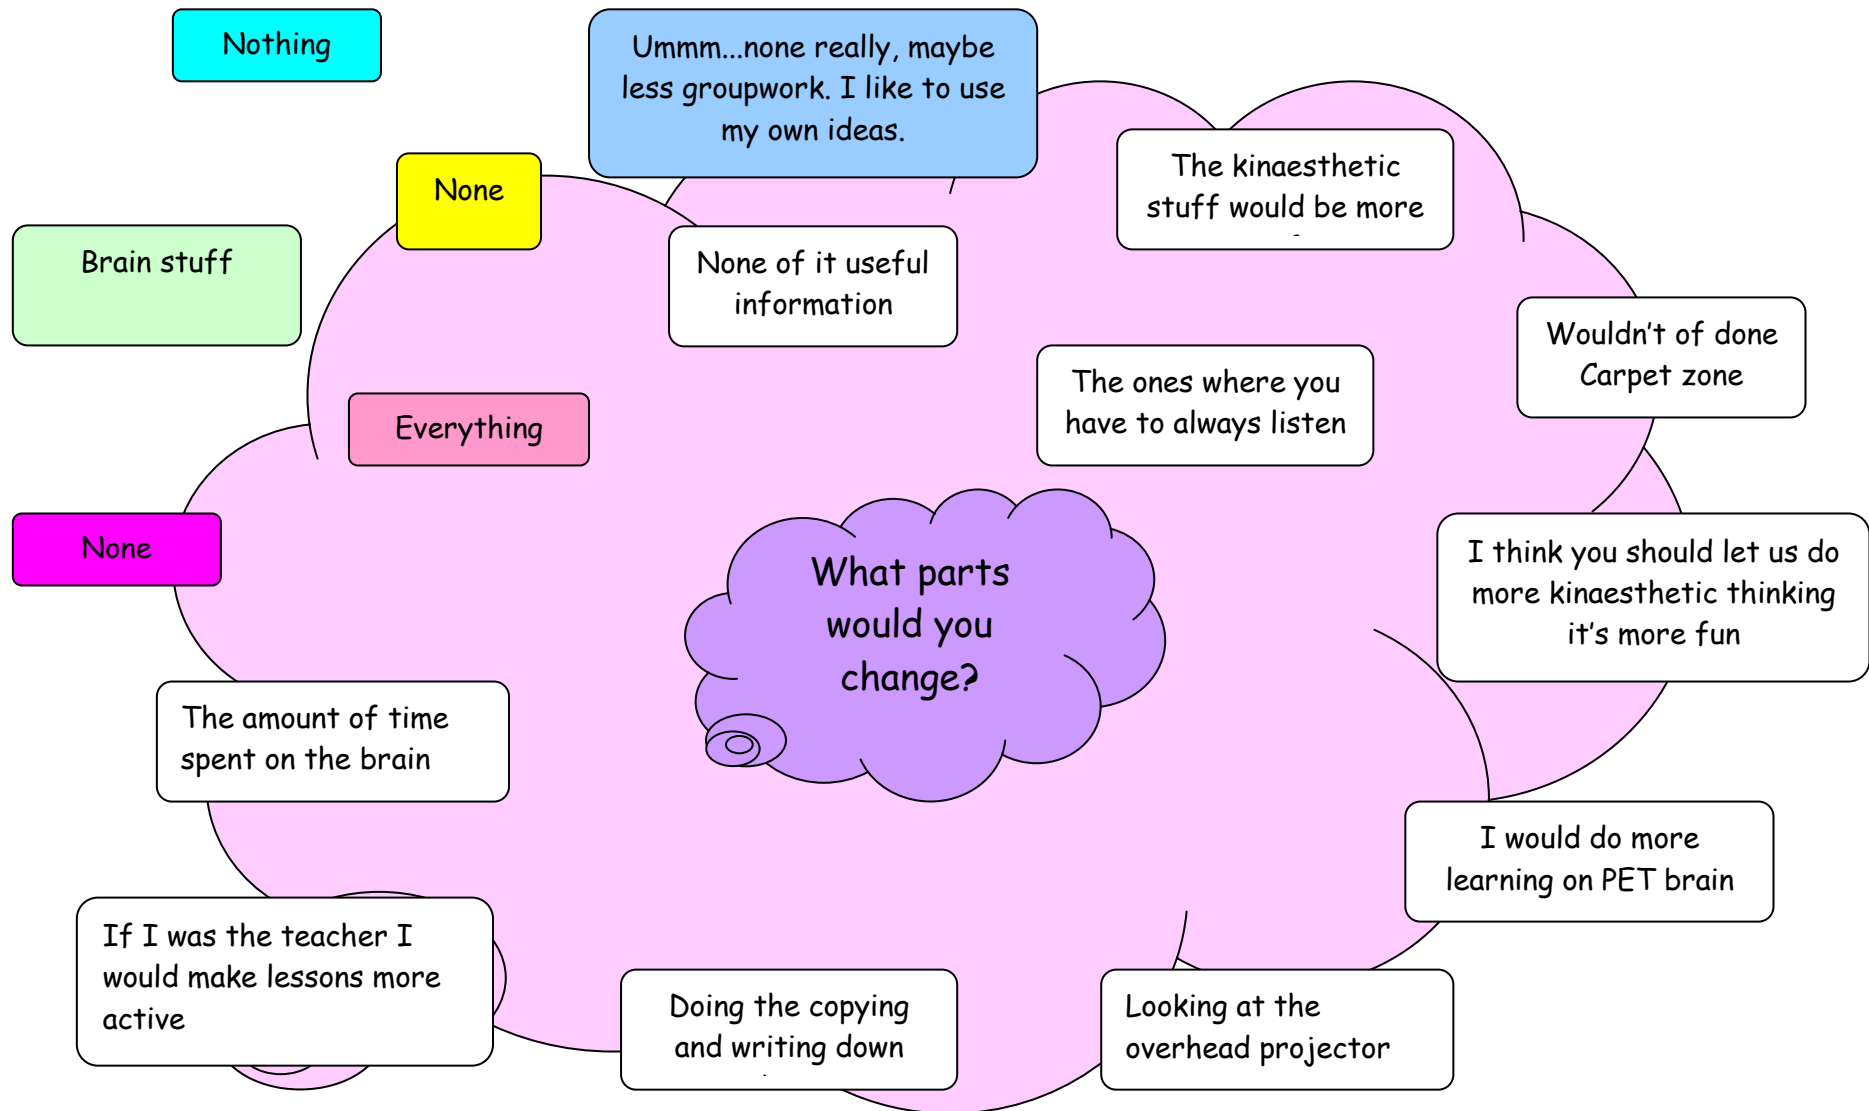 Nothing
Ummm...none really, maybe
less groupwork. I like to use
my own ideas.
None
The kinaesthetic
stuff would be more
Brain stuff
None of it useful
information
Wouldn't of done
Carpet zone
The ones where you
have to always listen
Everything
None
What parts
would you
change?
I think you should let us do
more kinaesthetic thinking
it's more fun
The amount of time
spent on the brain
I would do more
learning on PET brain
If I was the teacher I
would make lessons more
active
Doing the copying
and writing down
Looking at the
overhead projector